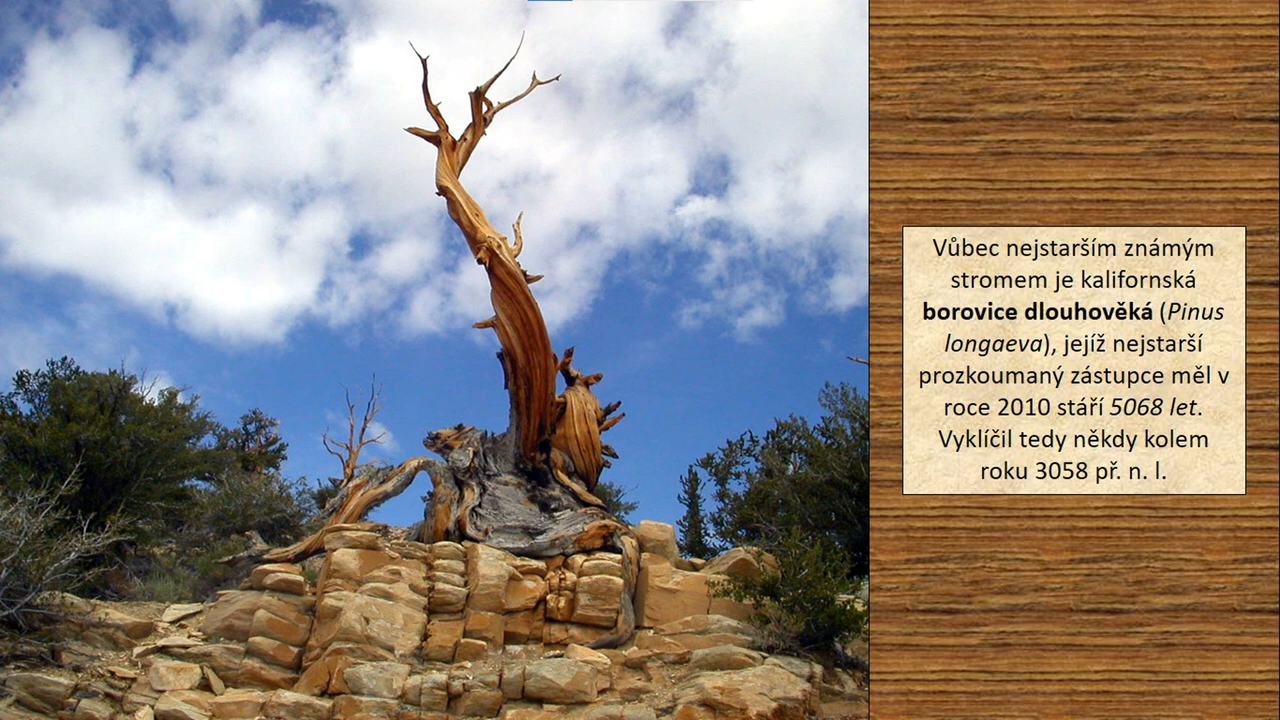 Vůbec nejstarším známým
stromem je kalifornská
borovice dlouhověká (Pinus
longaeva), jejíž nejstarší
prozkoumaný zástupce měl v
roce 2010 stáří 5068 let.
Vyklíčil tedy někdy kolem
roku 3058 př. n. l.